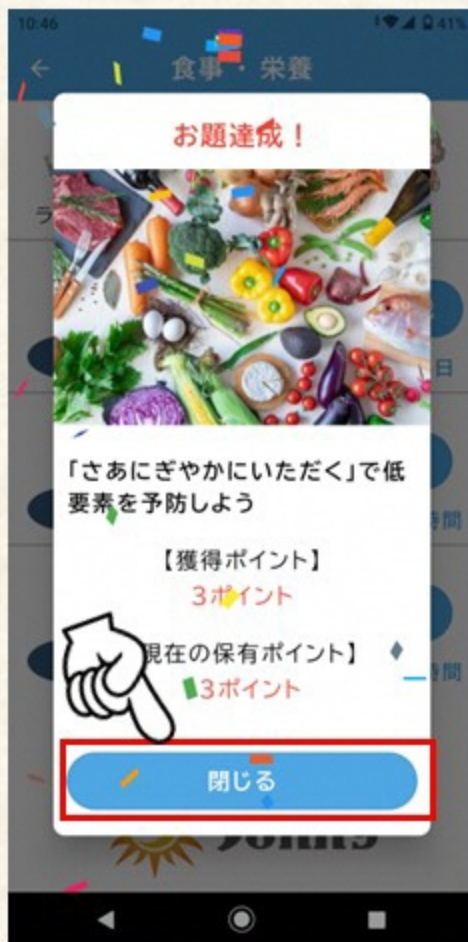 10:46
41%
食事・栄養
お題達成！
ラ
日
「さあにぎやかにいただく」で低
要素を予防しよう
時間
【獲得ポイント】
3ポイント
現在の保有ポイント】
3ポイント
時間
閉じる